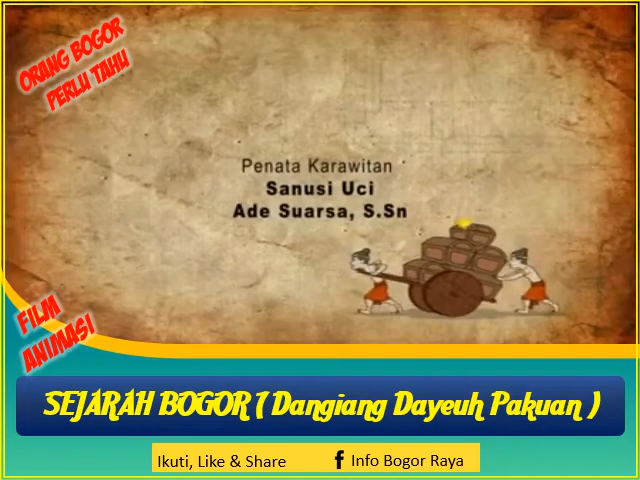 ORANG BOGOR
PERLU TAHU
Penata Karawitan
Sanusi Uci
Ade Suarsa, S.Sn
FILM
ANIMASI
SEJARAH BOGOR ( Dangiang Dayeuh Pakuan )
Ikuti, Like & Share
f Info Bogor Raya